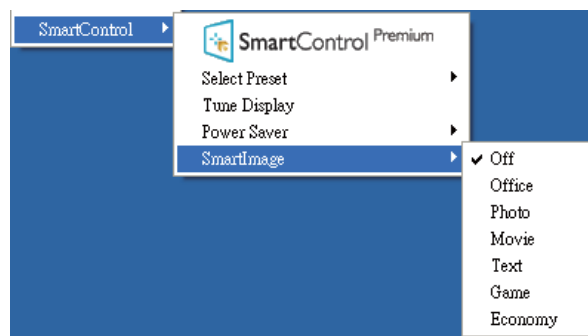 SmartControl
SmartControl Premium
Select Preset
Tune Display
Power Saver
SmartImage
Off
Office
Photo
Movie
Text
Game
Economy